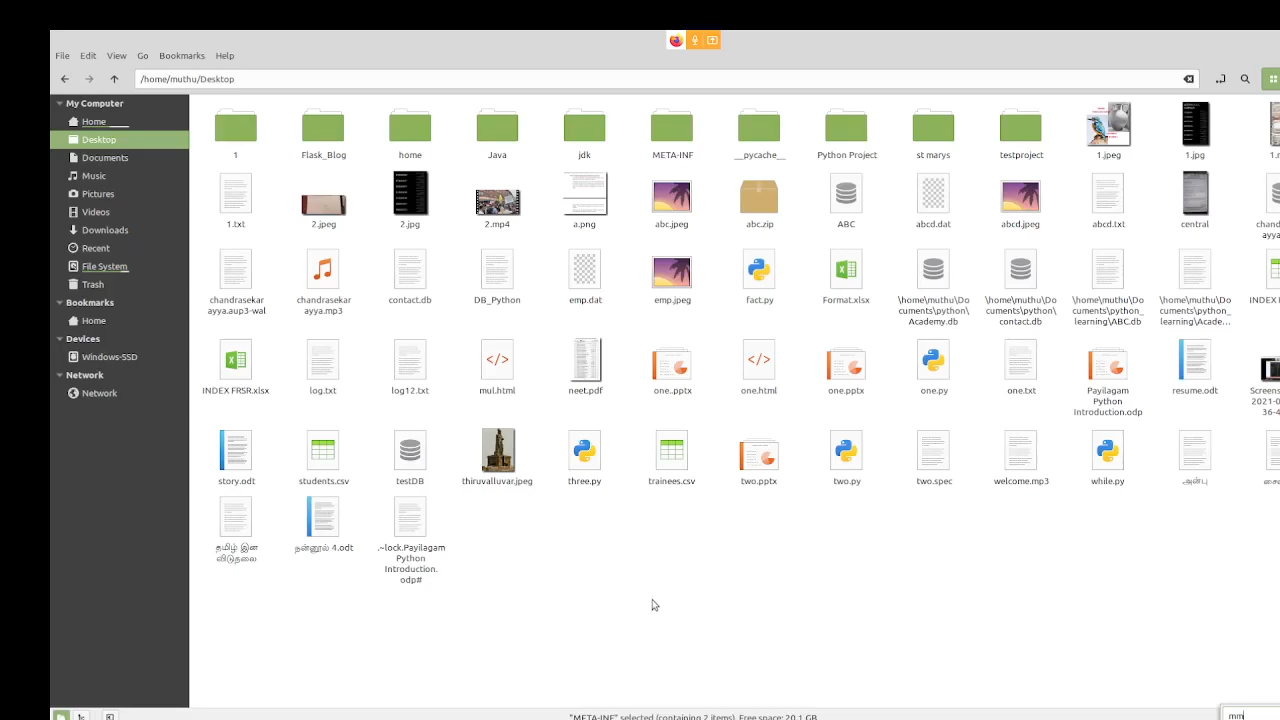 File Edit View Go Bookmarks Help
/home/muthu/Desktop
My Computer
Home
Desktop
Documents
Music
Pictures
Videos
Downloads
Recent
File System
Trash
Bookmarks
Home
Devices
Windows-SSD
Network
Network
1 Flask_Blog home Java jdk META-INF __pycache__ Python Project st marys testproject 1.jpeg 1.jpg
1.txt 2.jpeg 2.jpg 2.mp4 a.png abc.jpeg abc.zip ABC abcd.dat abcd.jpeg abcd.txt central
chandrasekar contact.db DB_Python emp.dat emp.jpeg fact.py Format.xlsx \home\muthu\Do \home\muthu\Do \home\muthu\Do \home\muthu\Do
ayya.aup3-wal ayya.mp3 cuments\python\ cuments\python\ cuments\python_ cuments\python_
Academy.db contact.db learning\ABC.db learning\Acade...
INDEX FRSR.xlsx log.txt log12.txt mul.html neet.pdf one..pptx one.html one.pptx one.py one.txt Payilagam resume.odt
Python
Introduction.odp
story.odt students.csv testDB thiruvalluvar.jpeg three.py trainees.csv two.pptx two.py two.spec welcome.mp3 while.py அன்பு
தமிழ் இன நன்னூல் 4.odt .~lock.Payilagam
விடுதலை Python
Introduction.
odp#
"META-INF" selected (containing 2 items), Free space: 20.1 GB